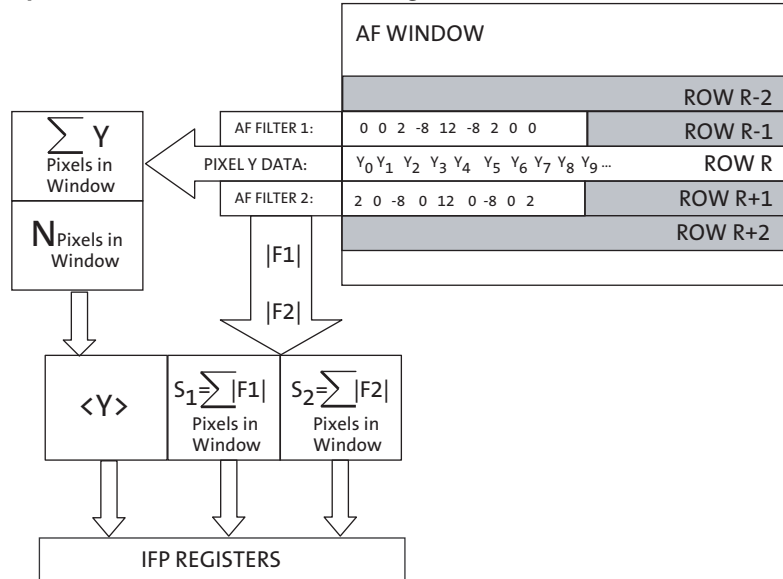 AF WINDOW
ROW R-2
AF FILTER 1: 0 0 2 -8 12 -8 2 0 0 ROW R-1
PIXEL Y DATA: Y0 Y1 Y2 Y3 Y4 Y5 Y6 Y7 Y8 Y9... ROW R
AF FILTER 2: 2 0 -8 0 12 0 -8 0 2 ROW R+1
ROW R+2
∑ Y
Pixels in
Window
N Pixels in
Window
|F1|
|F2|
<Y>
S1=∑|F1|
Pixels in
Window
S2=∑|F2|
Pixels in
Window
IFP REGISTERS